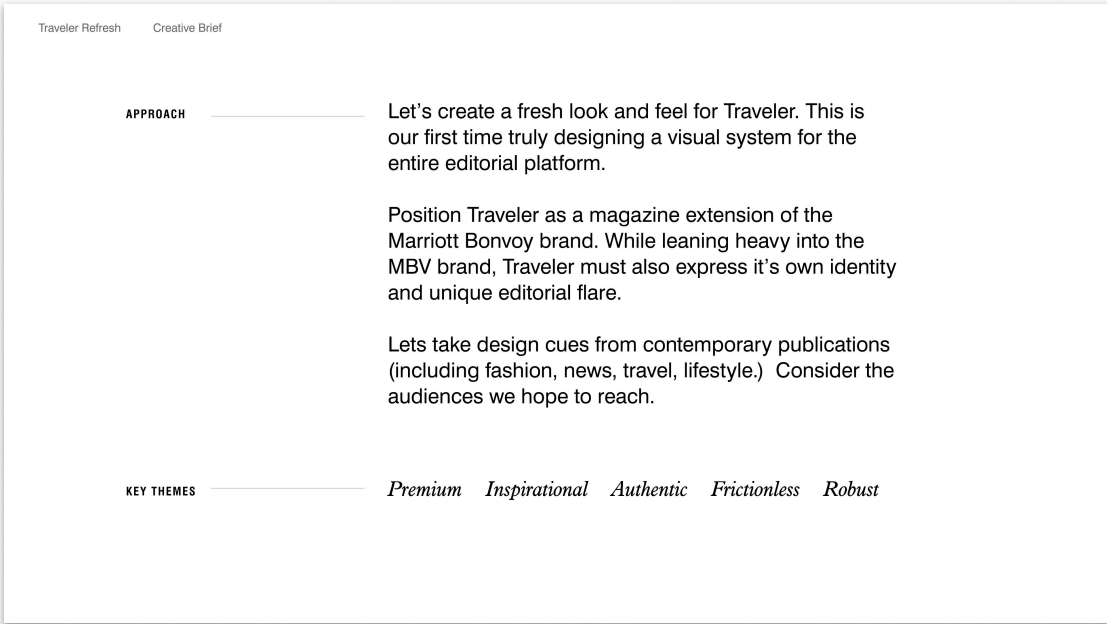 Traveler Refresh Creative Brief
APPROACH
Let’s create a fresh look and feel for Traveler. This is
our first time truly designing a visual system for the
entire editorial platform.
Position Traveler as a magazine extension of the
Marriott Bonvoy brand. While leaning heavy into the
MBV brand, Traveler must also express it’s own identity
and unique editorial flare.
Lets take design cues from contemporary publications
(including fashion, news, travel, lifestyle.)  Consider the
audiences we hope to reach.
KEY THEMES
Premium Inspirational Authentic Frictionless Robust